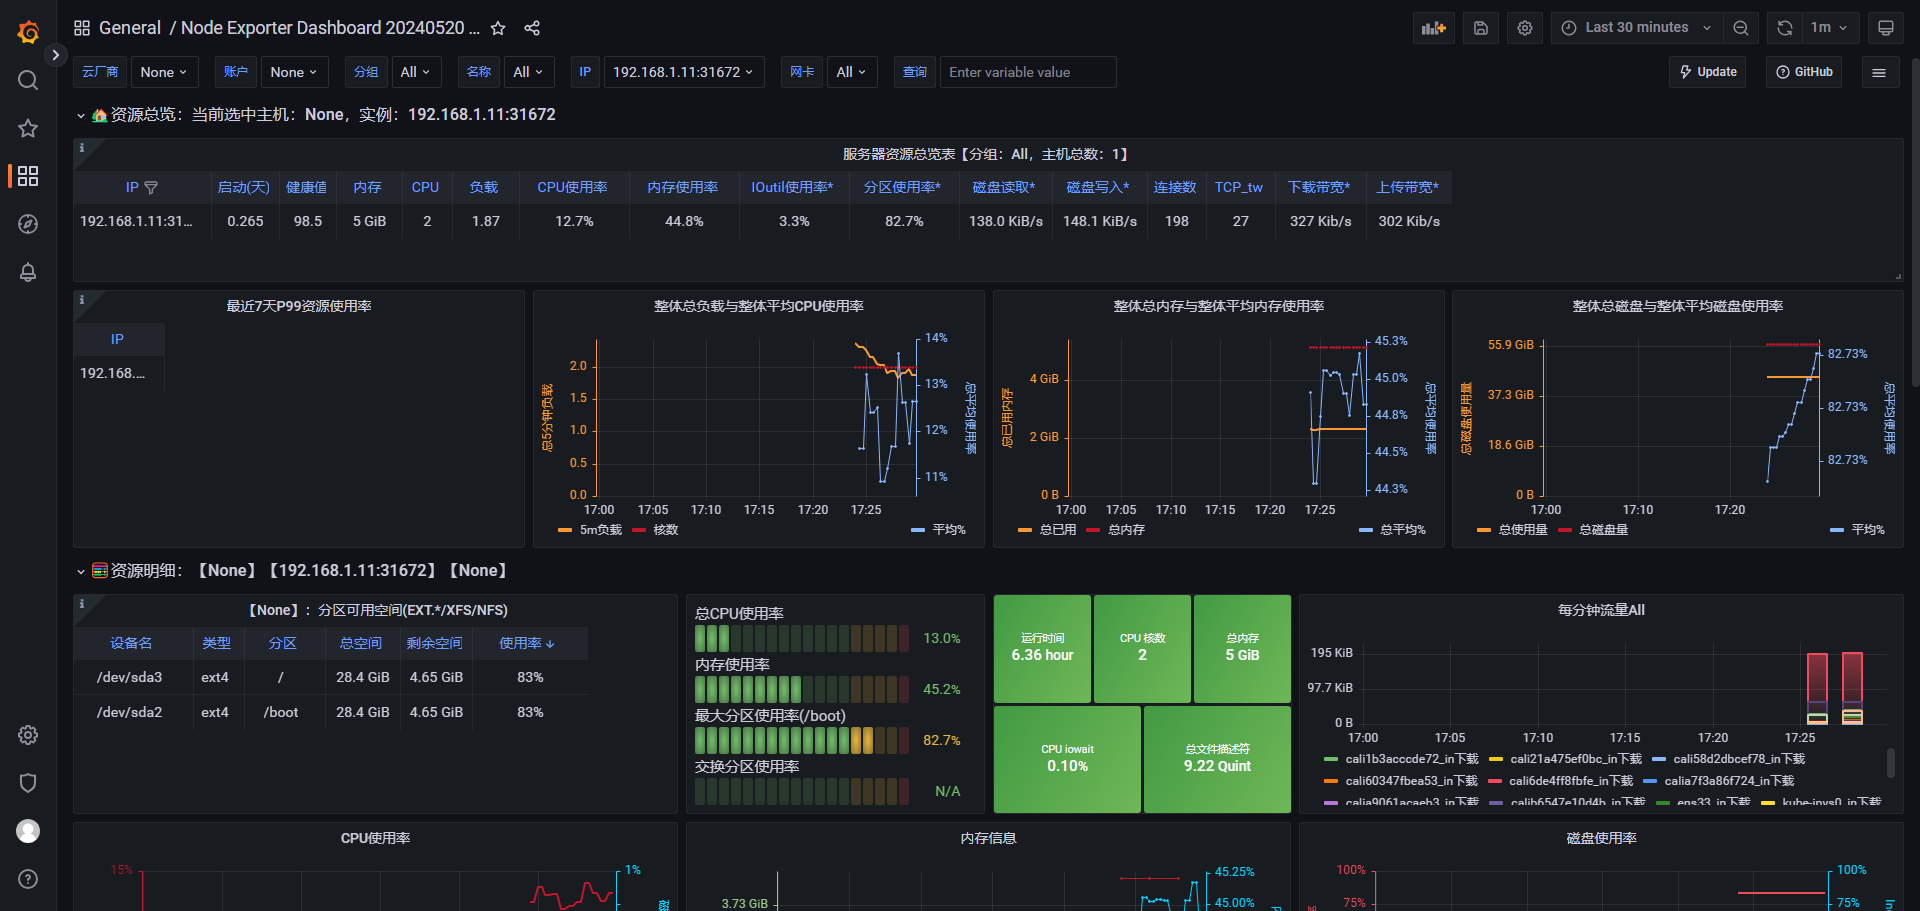 General / Node Exporter Dashboard 20240520 ...
Last 30 minutes
1m
云厂商 None 账户 None 分组 All 名称 All IP 192.168.1.11:31672 网卡 All 查询 Enter variable value
Update
GitHub
资源总览：当前选中主机：None，实例：192.168.1.11:31672
服务器资源总览表【分组：All，主机总数：1】
IP 启动(天) 健康值 内存 CPU 负载 CPU使用率 内存使用率 IOutil使用率* 分区使用率* 磁盘读取* 磁盘写入* 连接数 TCP_tw 下载带宽* 上传带宽*
192.168.1.11:31... 0.265 98.5 5 GiB 2 1.87 12.7% 44.8% 3.3% 82.7% 138.0 KiB/s 148.1 KiB/s 198 27 327 Kib/s 302 Kib/s
最近7天P99资源使用率
IP
192.168....
整体总负载与整体平均CPU使用率
总5分钟负载
2.0
1.5
1.0
0.5
0.0
14%
13%
12%
11%
17:00 17:05 17:10 17:15 17:20 17:25
5m负载 核数 平均%
整体总内存与整体平均内存使用率
总已用内存
4 GiB
2 GiB
0 B
45.3%
45.0%
44.8%
44.5%
44.3%
17:00 17:05 17:10 17:15 17:20 17:25
总已用 总内存 总平均%
整体总磁盘与整体平均磁盘使用率
总磁盘使用量
55.9 GiB
37.3 GiB
18.6 GiB
0 B
82.73%
82.73%
82.73%
17:00 17:10 17:20
总使用量 总磁盘量 平均%
资源明细：【None】【192.168.1.11:31672】【None】
【None】：分区可用空间(EXT.*/XFS/NFS)
设备名 类型 分区 总空间 剩余空间 使用率
/dev/sda3 ext4 / 28.4 GiB 4.65 GiB 83%
/dev/sda2 ext4 /boot 28.4 GiB 4.65 GiB 83%
总CPU使用率
13.0%
内存使用率
45.2%
最大分区使用率(/boot)
82.7%
交换分区使用率
N/A
运行时间
6.36 hour
CPU 核数
2
总内存
5 GiB
CPU iowait
0.10%
总文件描述符
9.22 Quint
每分钟流量All
195 KiB
97.7 KiB
0 B
17:00 17:05 17:10 17:15 17:20 17:25
cali1b3acccde72_in下载 cali21a475ef0bc_in下载 cali58d2dbcef78_in下载
cali60347fbea53_in下载 cali6de4ff8fbfe_in下载 calia7f3a86f724_in下载
calia9061acaeb3_in下载 calib6547e10d4b_in下载 ens33_in下载 kube-ipvs0_in下载
CPU使用率
15%
1%
内存信息
3.73 GiB
45.25%
45.00%
磁盘使用率
100%
75%
100%
75%